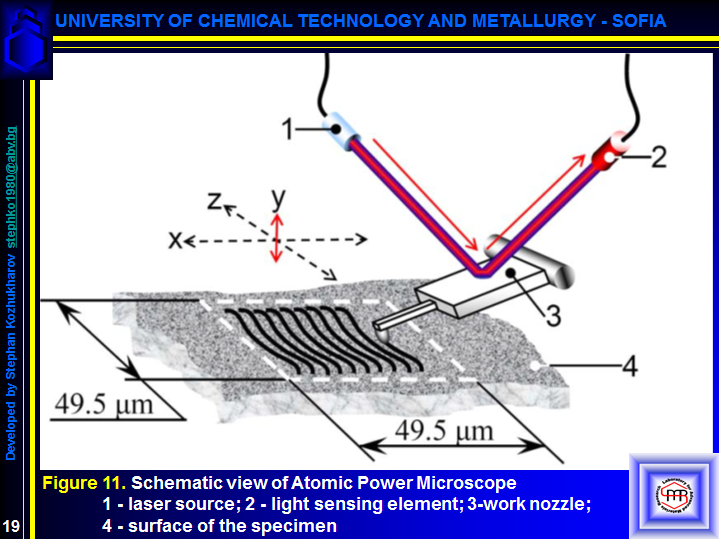 UNIVERSITY OF CHEMICAL TECHNOLOGY AND METALLURGY - SOFIA
Developed by Stephan Kozhukharov stephko1980@abv.bg
1
2
z
y
x
3
4
49.5 μm
49.5 μm
Figure 11. Schematic view of Atomic Power Microscope
1 - laser source; 2 - light sensing element; 3-work nozzle;
4 - surface of the specimen
19